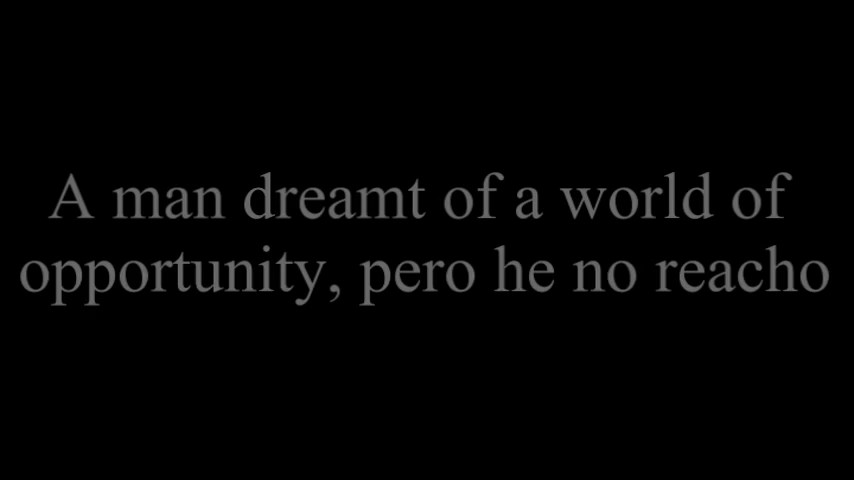 A man dreamt of a world of
opportunity, pero he no reacho